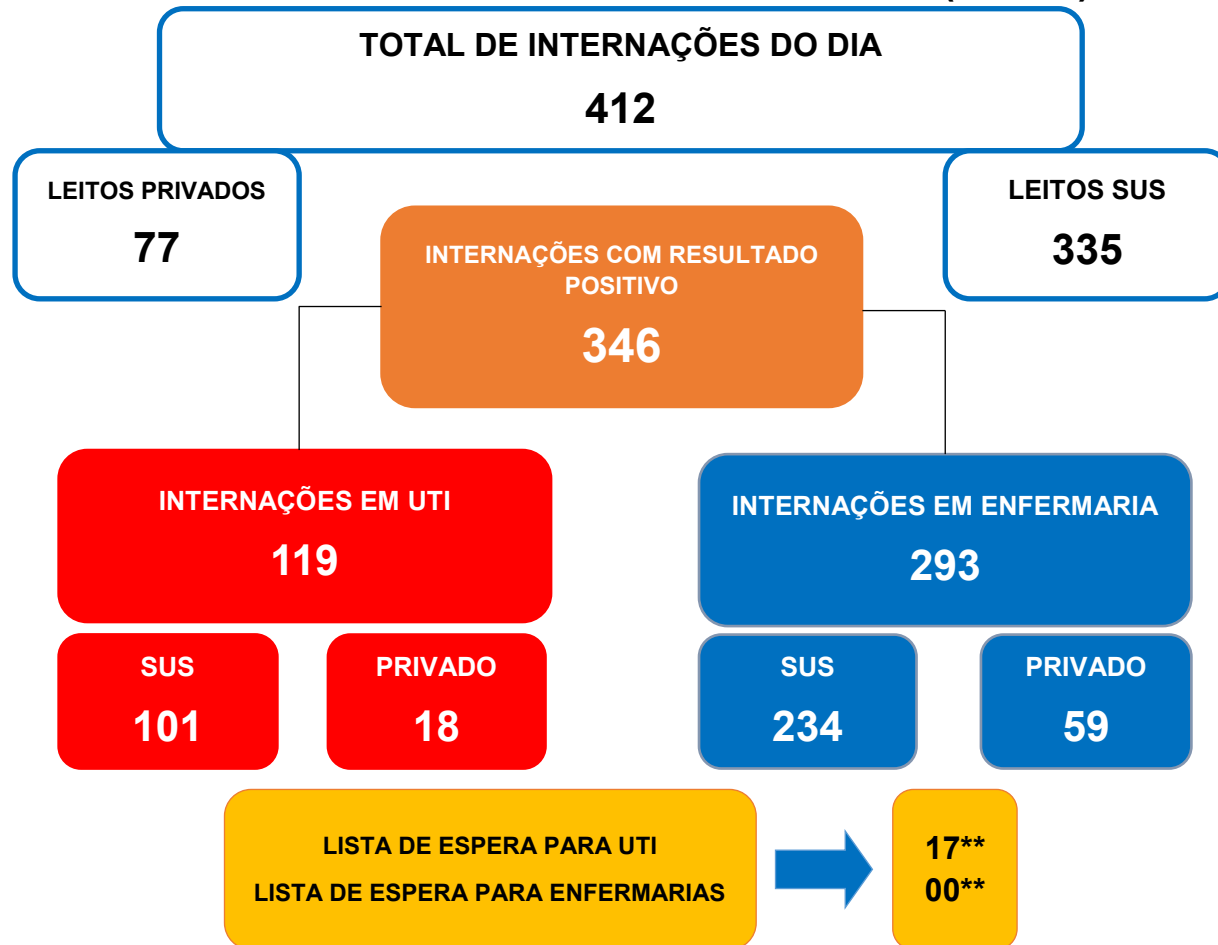 TOTAL DE INTERNAÇÕES DO DIA
412
LEITOS PRIVADOS
77
LEITOS SUS
335
INTERNAÇÕES COM RESULTADO
POSITIVO
346
INTERNAÇÕES EM UTI
119
INTERNAÇÕES EM ENFERMARIA
293
SUS
101
PRIVADO
18
SUS
234
PRIVADO
59
LISTA DE ESPERA PARA UTI
LISTA DE ESPERA PARA ENFERMARIAS
17**
00**